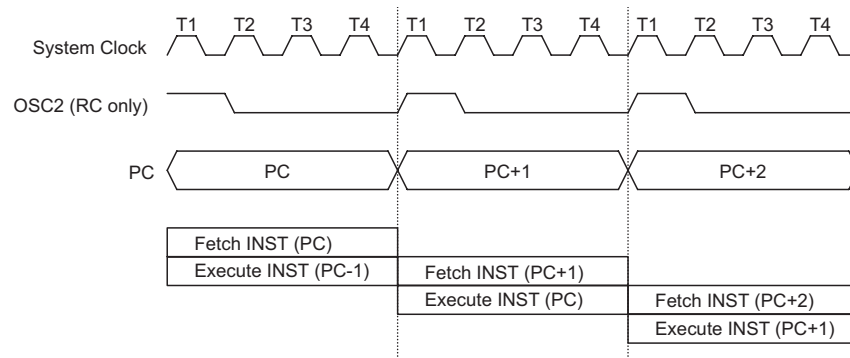 T1 T2 T3 T4 T1 T2 T3 T4 T1 T2 T3 T4
System Clock
OSC2 (RC only)
PC PC PC+1 PC+2
Fetch INST (PC)
Execute INST (PC-1) Fetch INST (PC+1)
Execute INST (PC) Fetch INST (PC+2)
Execute INST (PC+1)